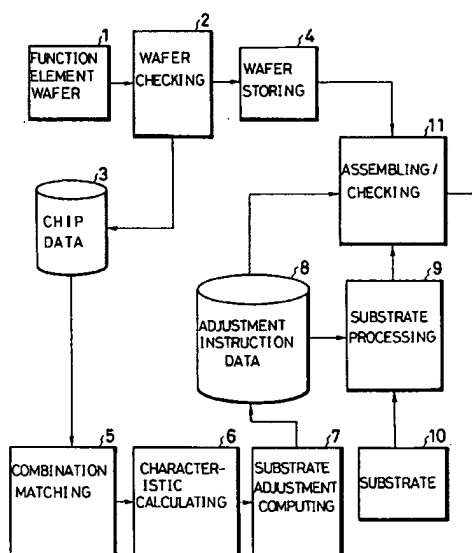 1
FUNCTION
ELEMENT
WAFER
2
WAFER
CHECKING
4
WAFER
STORING
11
ASSEMBLING/
CHECKING
3
CHIP
DATA
8
ADJUSTMENT
INSTRUCTION
DATA
9
SUBSTRATE
PROCESSING
5
COMBINATION
MATCHING
6
CHARACTER-
ISTIC
CALCULATING
7
SUBSTRATE
ADJUSTMENT
COMPUTING
10
SUBSTRATE